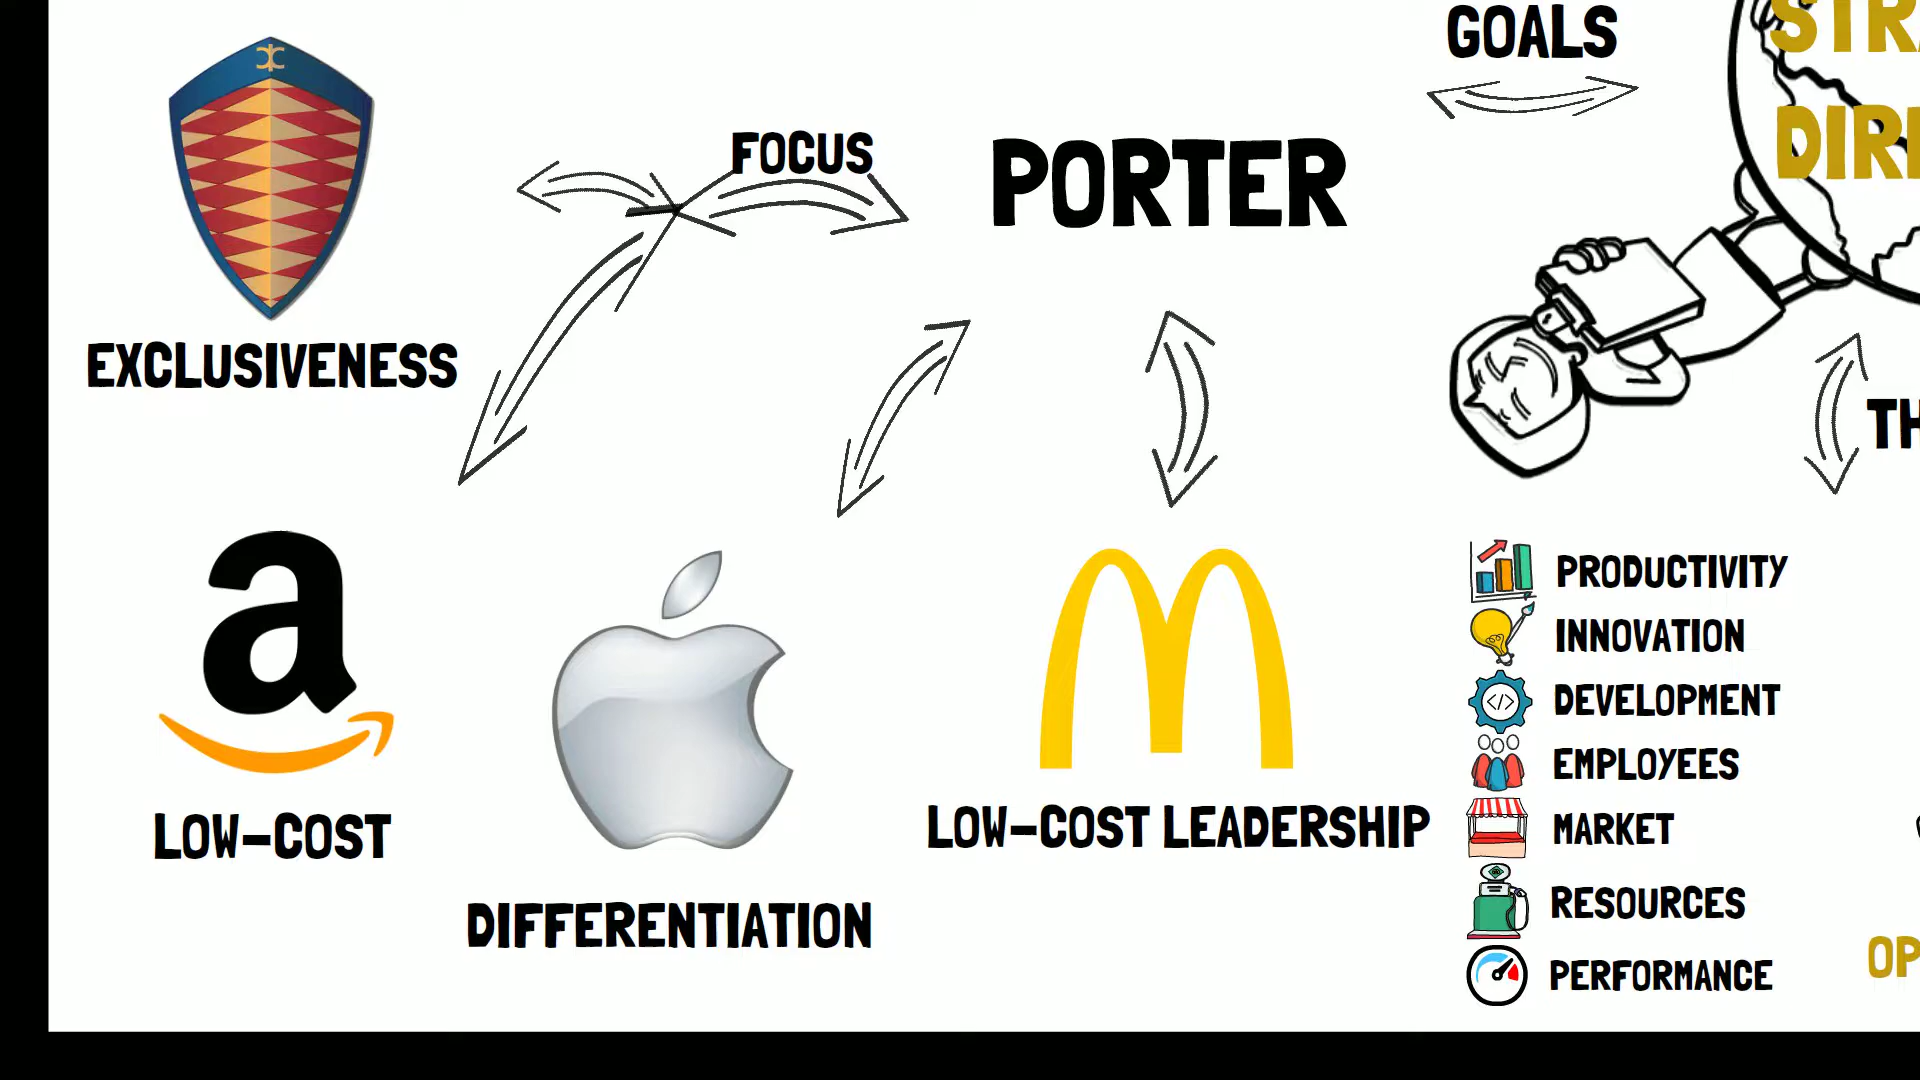 GOALS
FOCUS
PORTER
EXCLUSIVENESS
LOW-COST
DIFFERENTIATION
LOW-COST LEADERSHIP
PRODUCTIVITY
INNOVATION
DEVELOPMENT
EMPLOYEES
MARKET
RESOURCES
PERFORMANCE